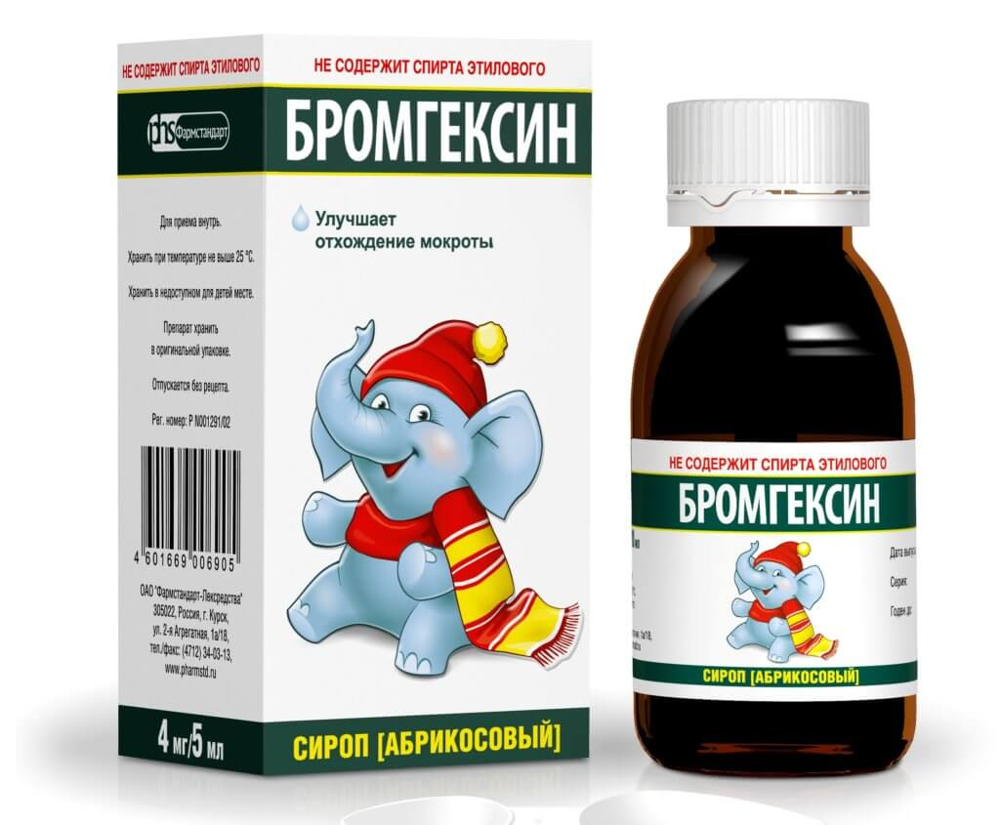 НЕ СОДЕРЖИТ СПИРТА ЭТИЛОВОГО
phs Фармстандарт
Для приема внутрь.
Хранить при температуре не выше 25 °С.
Хранить в недоступном для детей месте.
Препарат хранить
в оригинальной упаковке.
Отпускается без рецепта.
Рег. номер: Р N001291/02
4 601669 006905
ОАО "Фармстандарт-Лексредства"
305022, Россия, г. Курск,
ул. 2-я Агрегатная, 1а/18,
тел./факс: (4712) 34-03-13,
www.pharmstd.ru
4 мг/5 мл
НЕ СОДЕРЖИТ СПИРТА ЭТИЛОВОГО
БРОМГЕКСИН
Улучшает
отхождение мокроты
СИРОП [АБРИКОСОВЫЙ]
НЕ СОДЕРЖИТ СПИРТА ЭТИЛОВОГО
БРОМГЕКСИН
мл
Дата выпус
Серия:
Годен до:
1а/18,
СИРОП [АБРИКОСОВЫЙ]